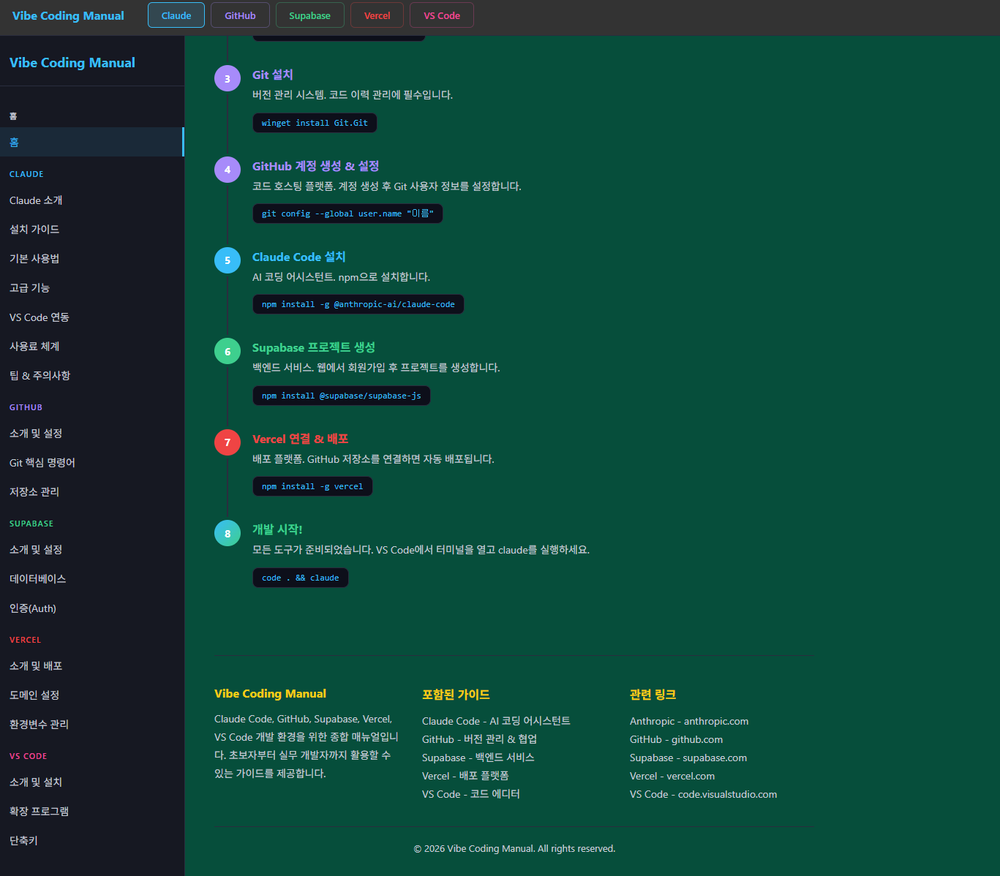 Vibe Coding Manual
Claude
GitHub
Supabase
Vercel
VS Code
Vibe Coding Manual
홈
홈
CLAUDE
Claude 소개
설치 가이드
기본 사용법
고급 기능
VS Code 연동
사용료 체계
팁 & 주의사항
GITHUB
소개 및 설정
Git 핵심 명령어
저장소 관리
SUPABASE
소개 및 설정
데이터베이스
인증(Auth)
VERCEL
소개 및 배포
도메인 설정
환경변수 관리
VS CODE
소개 및 설치
확장 프로그램
단축키
3
Git 설치
버전 관리 시스템. 코드 이력 관리에 필수입니다.
winget install Git.Git
4
GitHub 계정 생성 & 설정
코드 호스팅 플랫폼. 계정 생성 후 Git 사용자 정보를 설정합니다.
git config --global user.name "이름"
5
Claude Code 설치
AI 코딩 어시스턴트. npm으로 설치합니다.
npm install -g @anthropic-ai/claude-code
6
Supabase 프로젝트 생성
백엔드 서비스. 웹에서 회원가입 후 프로젝트를 생성합니다.
npm install @supabase/supabase-js
7
Vercel 연결 & 배포
배포 플랫폼. GitHub 저장소를 연결하면 자동 배포됩니다.
npm install -g vercel
8
개발 시작!
모든 도구가 준비되었습니다. VS Code에서 터미널을 열고 claude를 실행하세요.
code . && claude
Vibe Coding Manual
Claude Code, GitHub, Supabase, Vercel,
VS Code 개발 환경을 위한 종합 매뉴얼입니
다. 초보자부터 실무 개발자까지 활용할 수
있는 가이드를 제공합니다.
포함된 가이드
Claude Code - AI 코딩 어시스턴트
GitHub - 버전 관리 & 협업
Supabase - 백엔드 서비스
Vercel - 배포 플랫폼
VS Code - 코드 에디터
관련 링크
Anthropic - anthropic.com
GitHub - github.com
Supabase - supabase.com
Vercel - vercel.com
VS Code - code.visualstudio.com
© 2026 Vibe Coding Manual. All rights reserved.